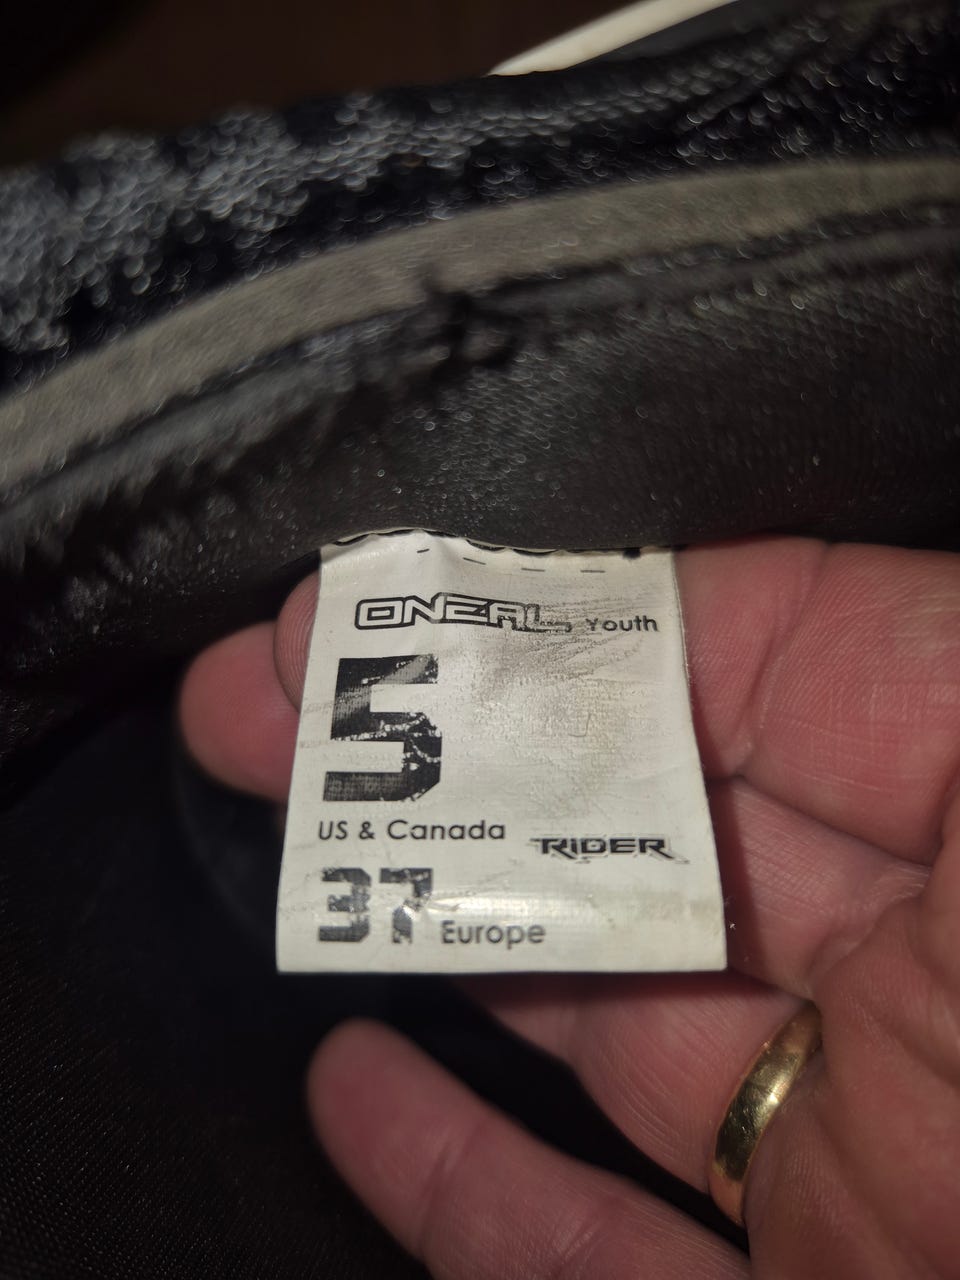 ONEAL Youth
5
US & Canada
RIDER
37 Europe